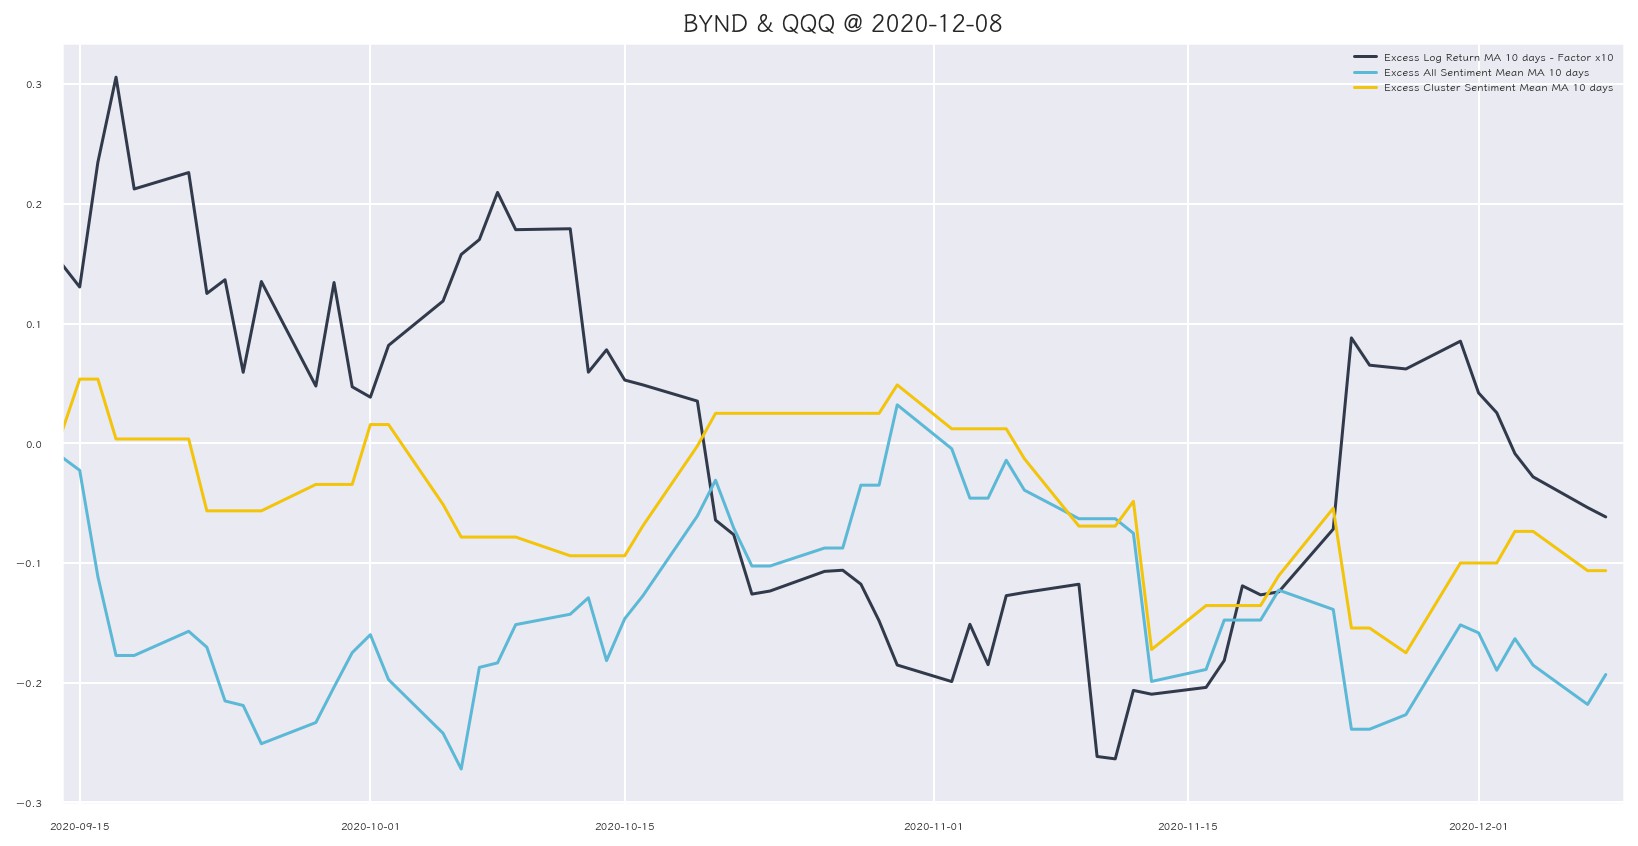 BYND & QQQ @ 2020-12-08
Excess Log Return MA 10 days - Factor x10
Excess All Sentiment Mean MA 10 days
Excess Cluster Sentiment Mean MA 10 days
0.3
0.2
0.1
0.0
−0.1
−0.2
−0.3
2020-09-15 2020-10-01 2020-10-15 2020-11-01 2020-11-15 2020-12-01